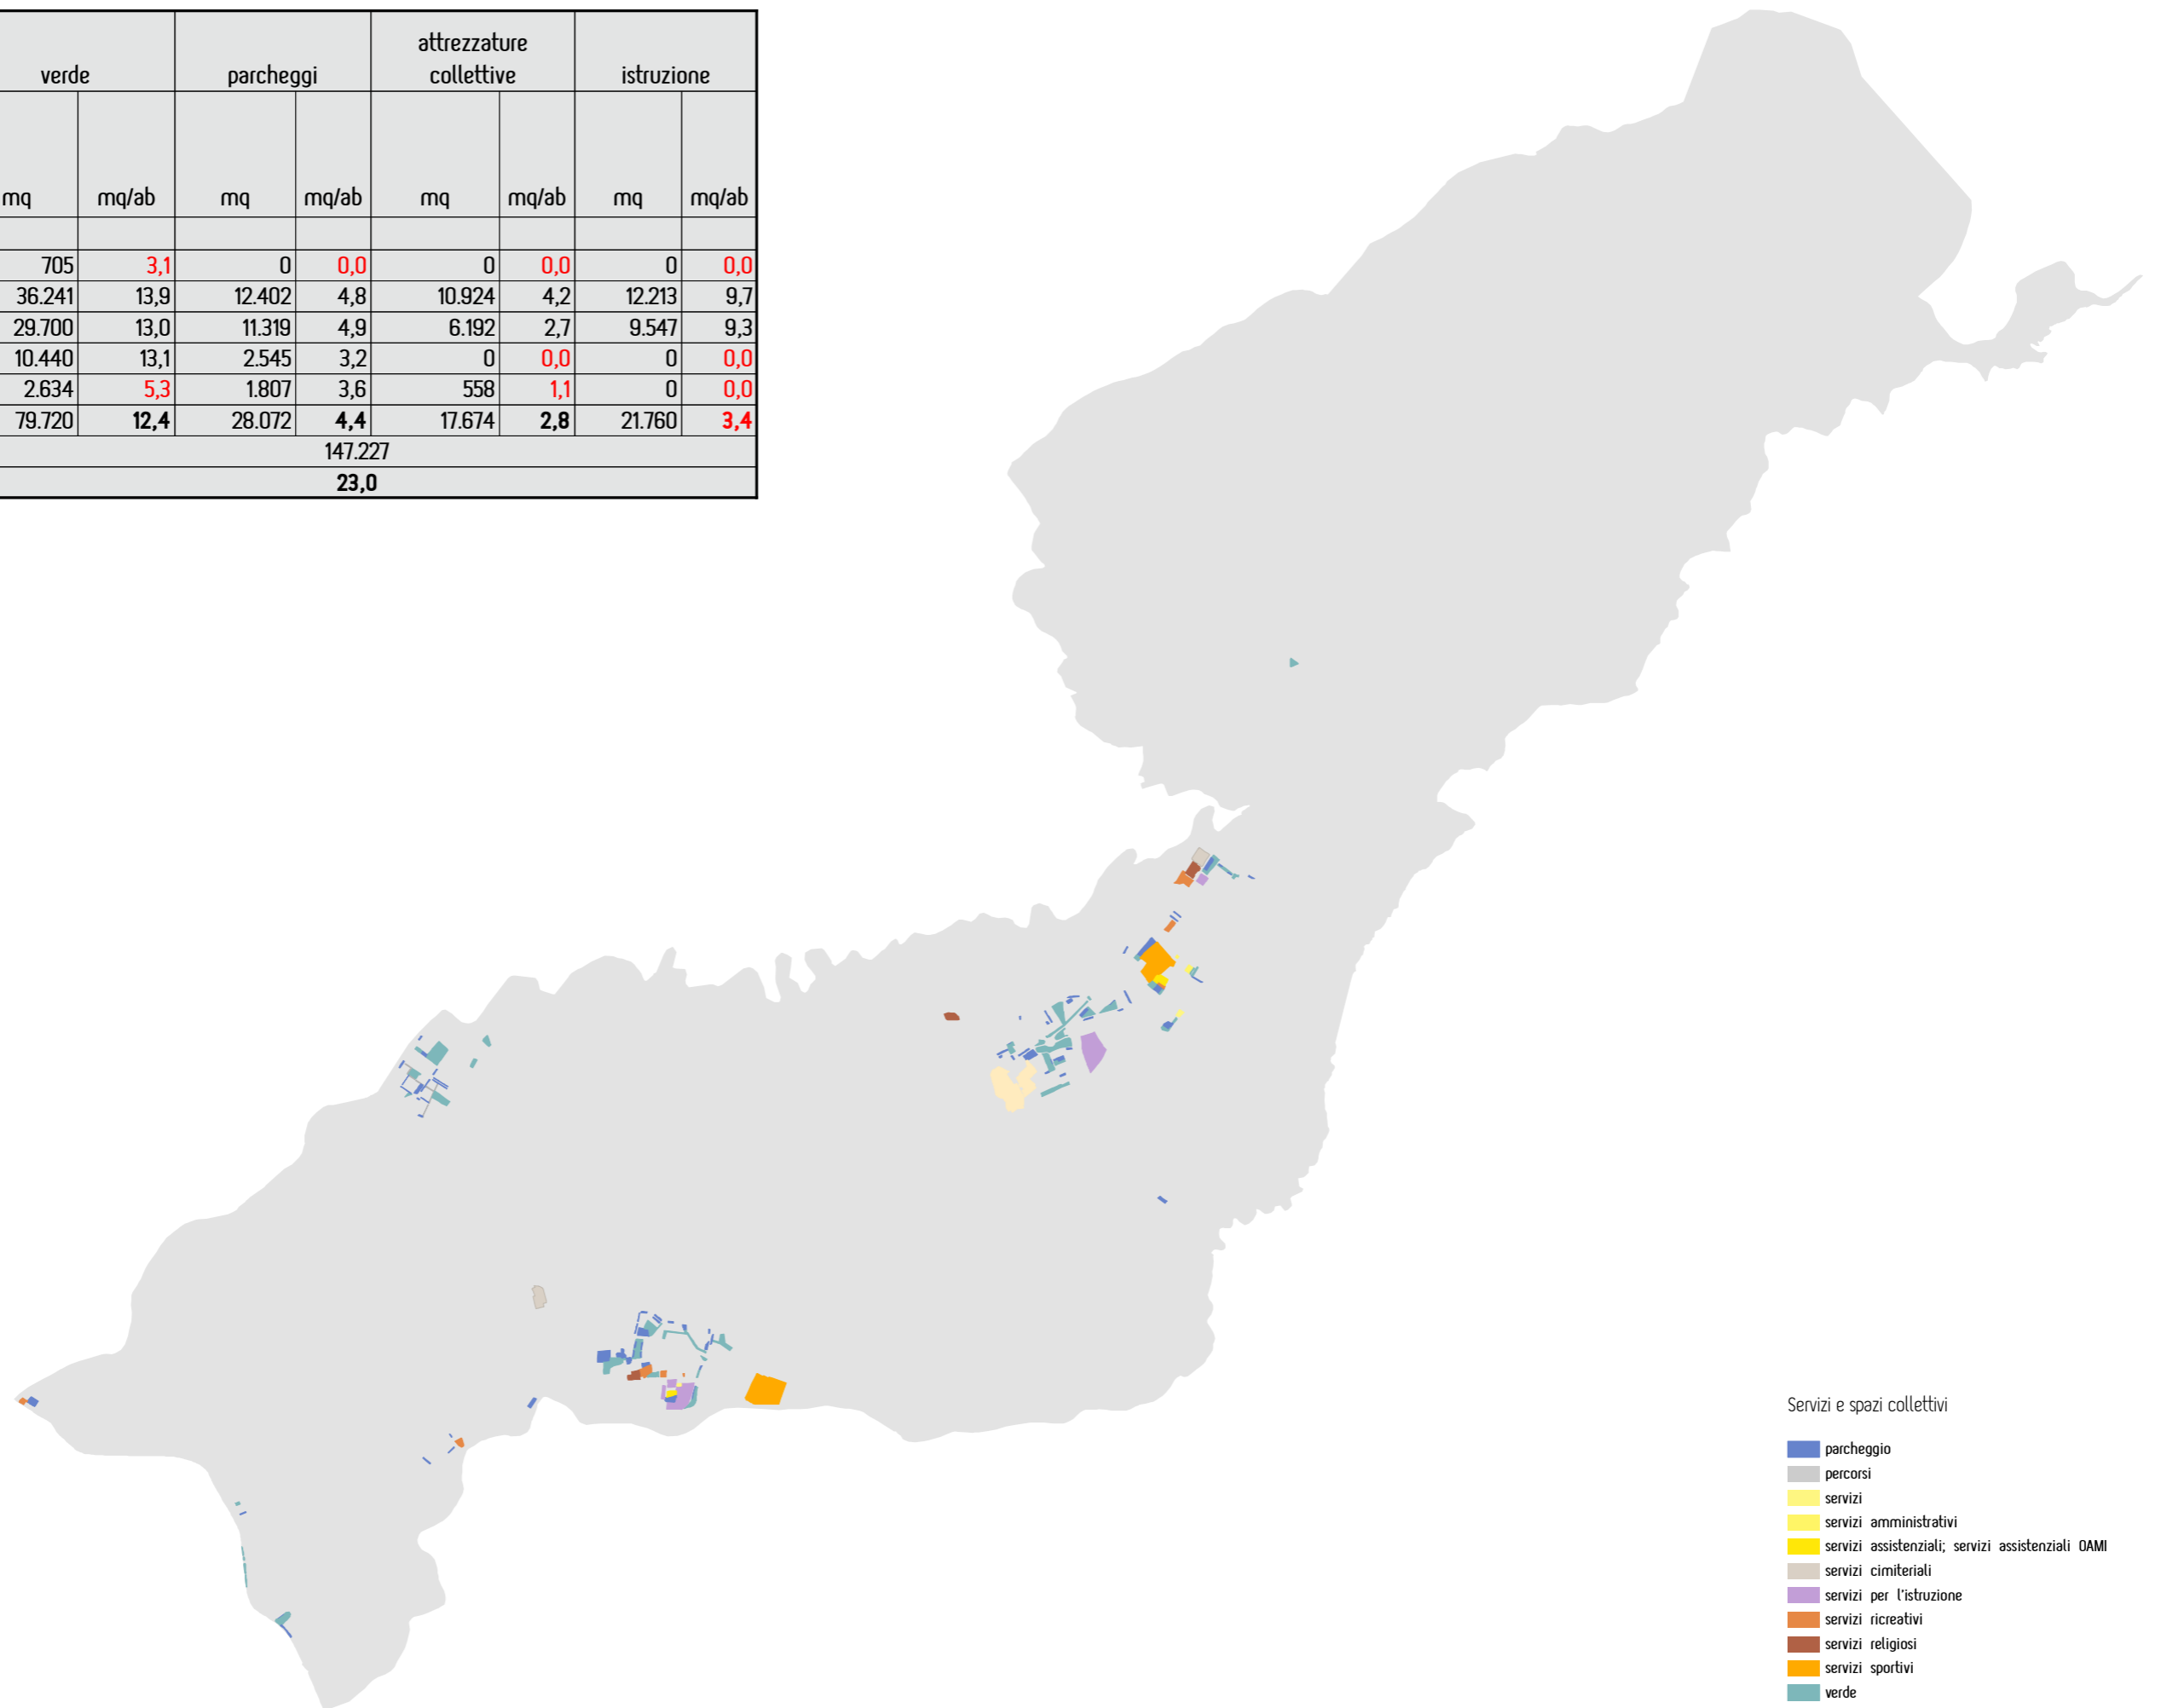 attrezzature
verde parcheggi collettive istruzione
mq mq/ab mq mq/ab mq mq/ab mq mq/ab
705 3,1 0 0,0 0 0,0 0 0,0
36.241 13,9 12.402 4,8 10.924 4,2 12.213 9,7
29.700 13,0 11.319 4,9 6.192 2,7 9.547 9,3
10.440 13,1 2.545 3,2 0 0,0 0 0,0
2.634 5,3 1.807 3,6 558 1,1 0 0,0
79.720 12,4 28.072 4,4 17.674 2,8 21.760 3,4
147.227
23,0
Servizi e spazi collettivi
parcheggio
percorsi
servizi
servizi amministrativi
servizi assistenziali; servizi assistenziali OAMI
servizi cimiteriali
servizi per l'istruzione
servizi ricreativi
servizi religiosi
servizi sportivi
verde